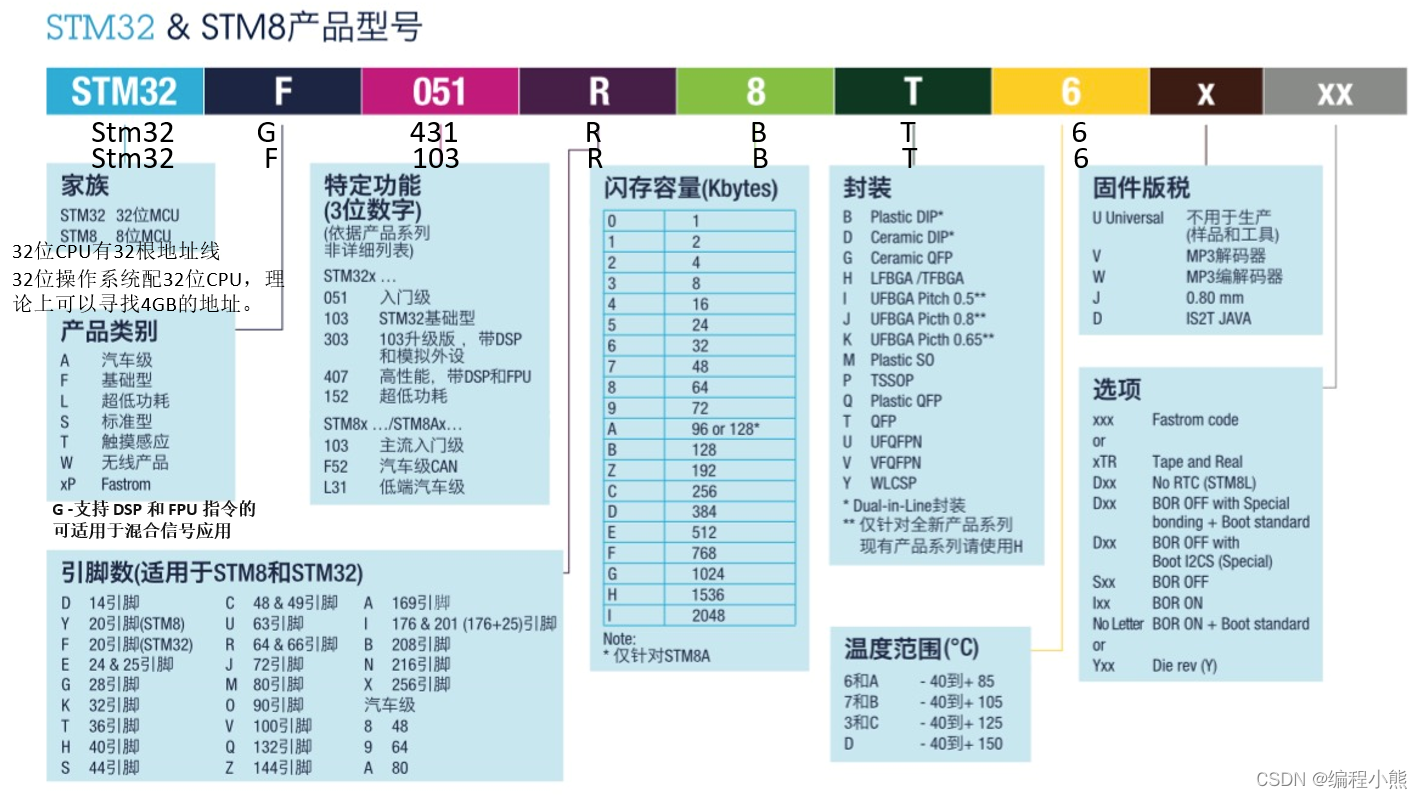 STM32 & STM8产品型号
STM32 F 051 R 8 T 6 x xx
Stm32 G 431 R B T 6
Stm32 F 103 R B T 6
家族
STM32 32位MCU
STM8 8位MCU
32位CPU有32根地址线
32位操作系统配32位CPU，理
论上可以寻找4GB的地址。
产品类别
A 汽车级
F 基础型
L 超低功耗
S 标准型
T 触摸感应
W 无线产品
xP Fastrom
G -支持 DSP 和 FPU 指令的
可适用于混合信号应用
特定功能
(3位数字)
(依据产品系列
非详细列表)
STM32x ...
051 入门级
103 STM32基础型
303 103升级版 ，带DSP
和模拟外设
407 高性能，带DSP和FPU
152 超低功耗
STM8x .../STM8Ax...
103 主流入门级
F52 汽车级CAN
L31 低端汽车级
引脚数(适用于STM8和STM32)
D 14引脚 C 48 & 49引脚 A 169引脚
Y 20引脚(STM8) U 63引脚 I 176 & 201 (176+25)引脚
F 20引脚(STM32) R 64 & 66引脚 B 208引脚
E 24 & 25引脚 J 72引脚 N 216引脚
G 28引脚 M 80引脚 X 256引脚
K 32引脚 O 90引脚 汽车级
T 36引脚 V 100引脚 8 48
H 40引脚 Q 132引脚 9 64
S 44引脚 Z 144引脚 A 80
闪存容量(Kbytes)
0 1
1 2
2 4
3 8
4 16
5 24
6 32
7 48
8 64
9 72
A 96 or 128*
B 128
Z 192
C 256
D 384
E 512
F 768
G 1024
H 1536
I 2048
Note:
* 仅针对STM8A
封装
B Plastic DIP*
D Ceramic DIP*
G Ceramic QFP
H LFBGA /TFBGA
I UFBGA Pitch 0.5**
J UFBGA Picth 0.8**
K UFBGA Picth 0.65**
M Plastic SO
P TSSOP
Q Plastic QFP
T QFP
U UFQFPN
V VFQFPN
Y WLCSP
* Dual-in-Line封装
** 仅针对全新产品系列
现有产品系列请使用H
温度范围(°C)
6和A - 40到+ 85
7和B - 40到+ 105
3和C - 40到+ 125
D - 40到+ 150
固件版税
U Universal 不用于生产
(样品和工具)
V MP3解码器
W MP3编解码器
J 0.80 mm
D IS2T JAVA
选项
xxx Fastrom code
or
xTR Tape and Real
Dxx No RTC (STM8L)
Dxx BOR OFF with Special
bonding + Boot standard
Dxx BOR OFF with
Boot I2CS (Special)
Sxx BOR OFF
Ixx BOR ON
No Letter BOR ON + Boot standard
or
Yxx Die rev (Y)
CSDN @编程小熊